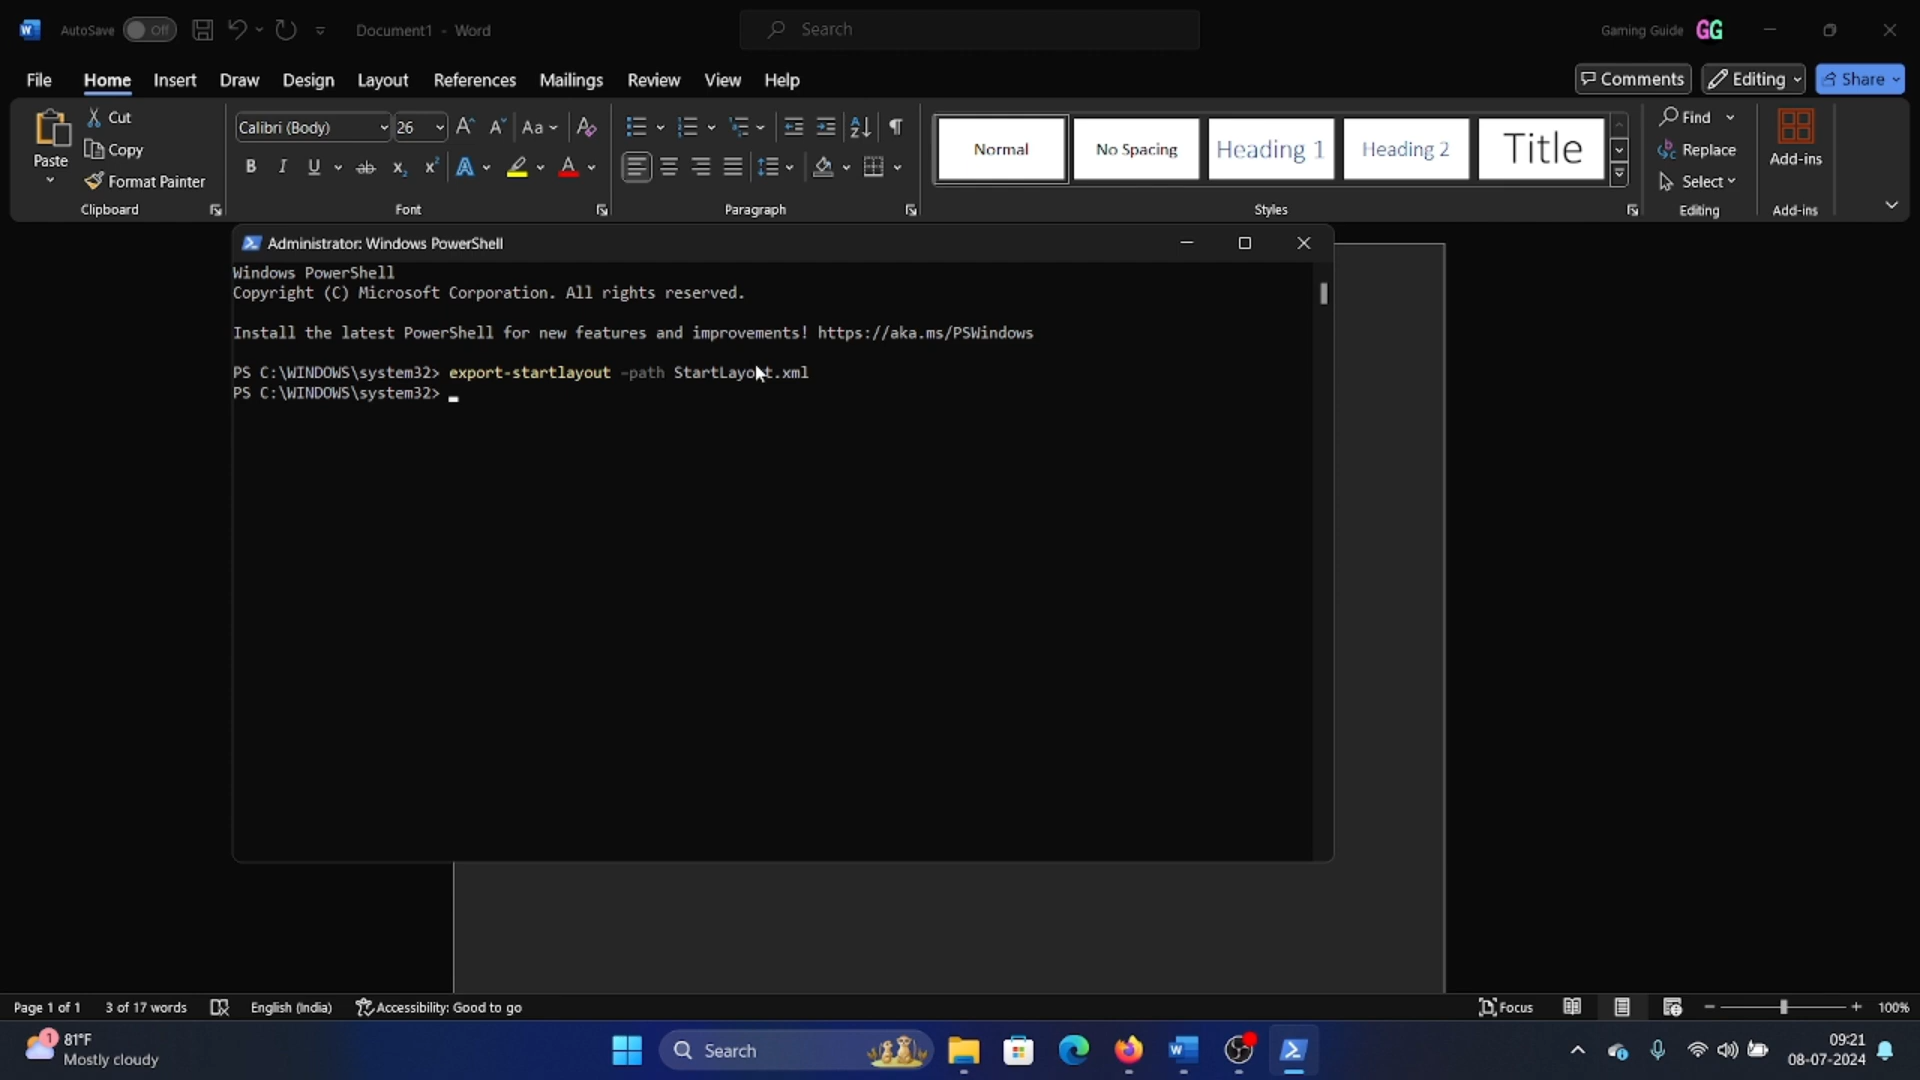 AutoSave Off Document1 - Word Search Gaming Guide GG
File Home Insert Draw Design Layout References Mailings Review View Help Comments Editing Share
Paste Cut Copy Format Painter Clipboard
Calibri (Body) 26 Aa Font
Paragraph
Normal No Spacing Heading 1 Heading 2 Title Styles
Find Replace Select Editing
Add-ins Add-ins
Administrator: Windows PowerShell
Windows PowerShell
Copyright (C) Microsoft Corporation. All rights reserved.
Install the latest PowerShell for new features and improvements! https://aka.ms/PSWindows
PS C:\WINDOWS\system32> export-startlayout -path StartLayout.xml
PS C:\WINDOWS\system32>
Page 1 of 1 3 of 17 words English (India) Accessibility: Good to go Focus 100%
1 81°F Search 09:21
Mostly cloudy 08-07-2024